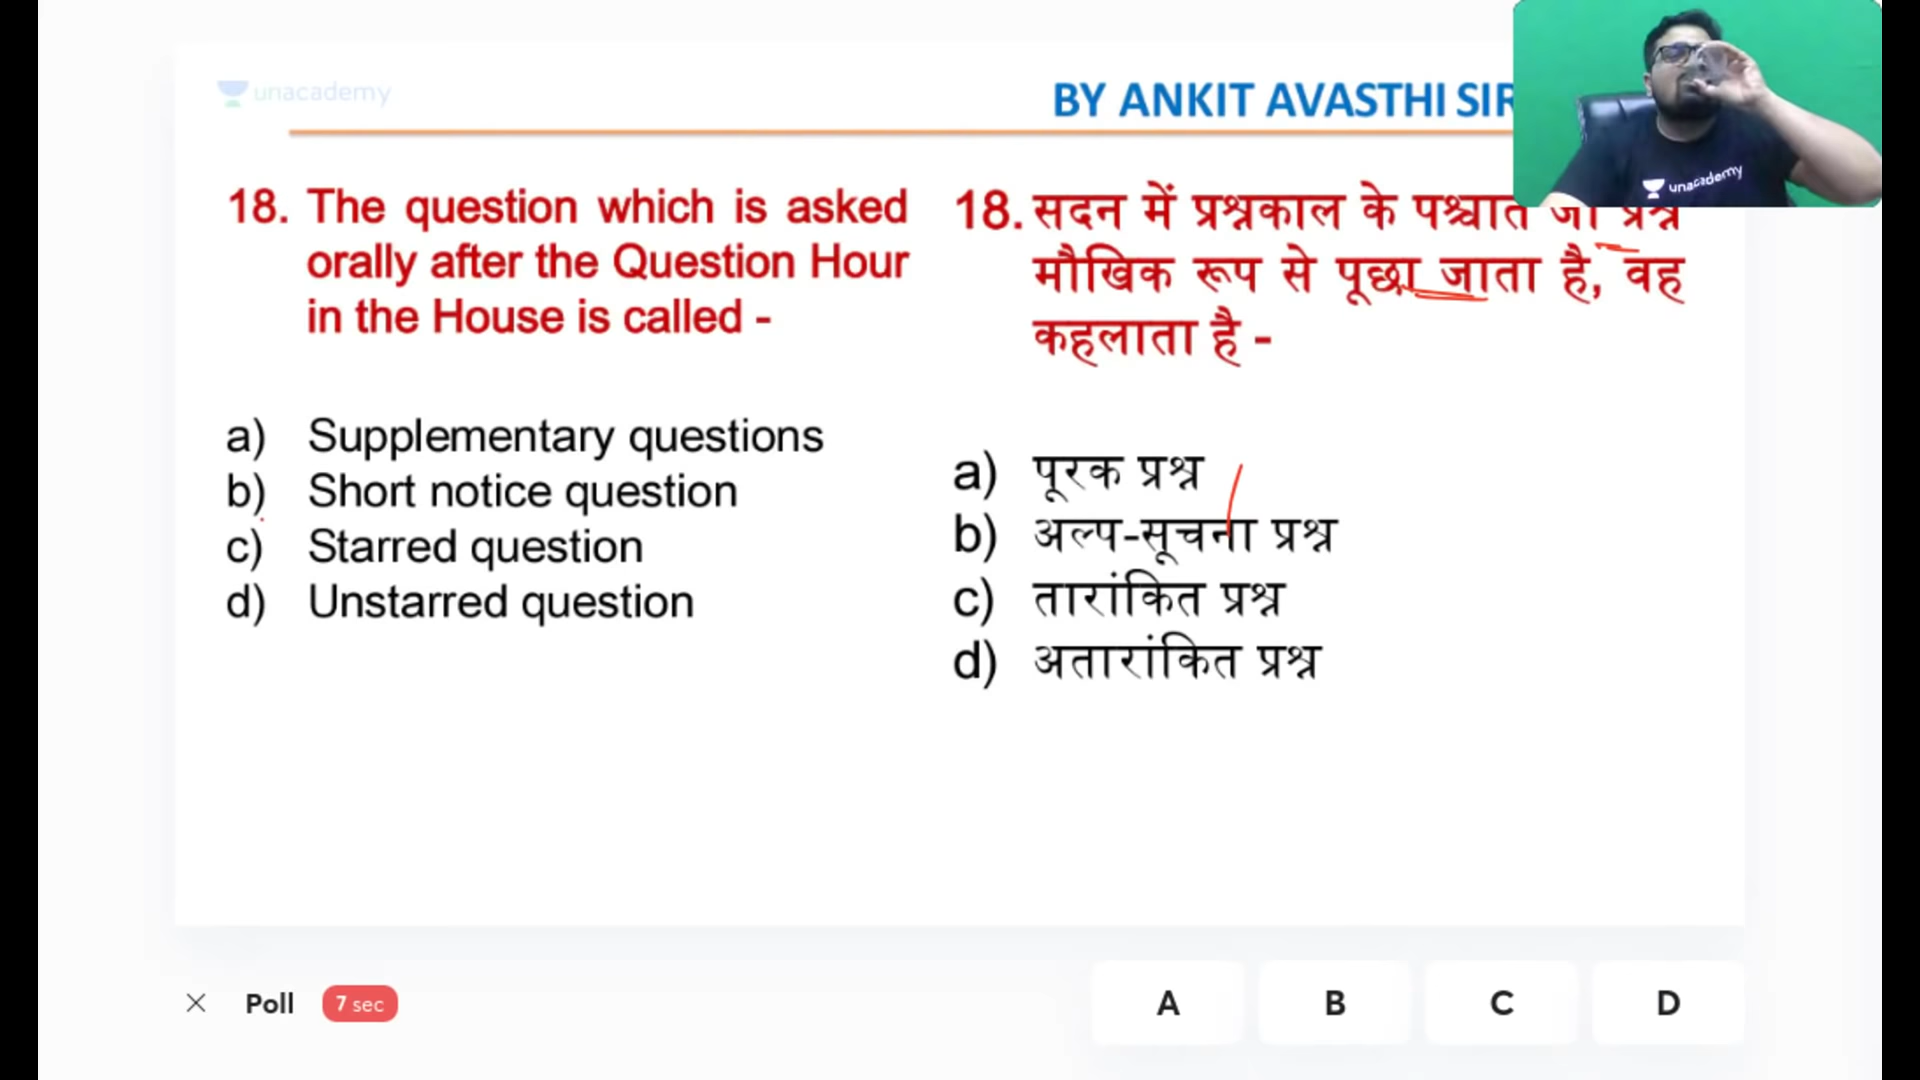 unacademy
BY ANKIT AVASTHI SIR
unacademy
18. The question which is asked
orally after the Question Hour
in the House is called -
a) Supplementary questions
b) Short notice question
c) Starred question
d) Unstarred question
18. सदन में प्रश्नकाल के पश्चात जो प्रश्न
मौखिक रूप से पूछा जाता है, वह
कहलाता है -
a) पूरक प्रश्न
b) अल्प-सूचना प्रश्न
c) तारांकित प्रश्न
d) अतारांकित प्रश्न
Poll 7 sec
A B C D